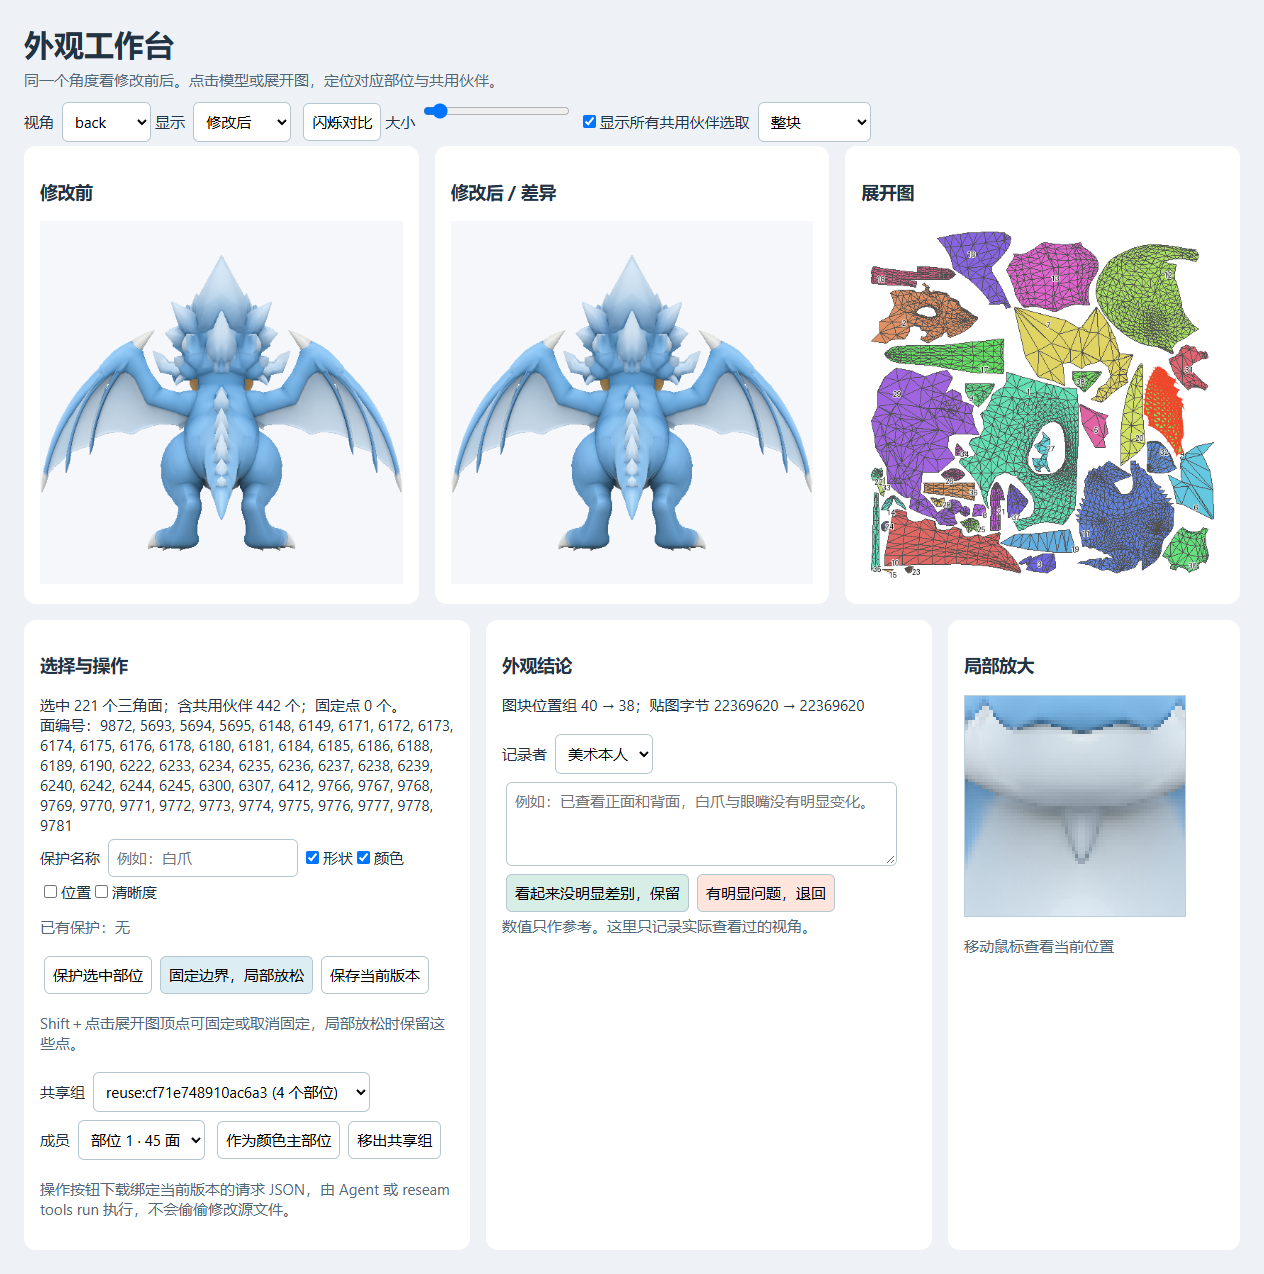 外观工作台
同一个角度看修改前后。点击模型或展开图，定位对应部位与共用伙伴。
视角 back 显示 修改后 闪烁对比 大小 显示所有共用伙伴选取 整块
修改前
修改后 / 差异
展开图
选择与操作
选中 221 个三角面；含共用伙伴 442 个；固定点 0 个。
面编号：9872, 5693, 5694, 5695, 6148, 6149, 6171, 6172, 6173,
6174, 6175, 6176, 6178, 6180, 6181, 6184, 6185, 6186, 6188,
6189, 6190, 6222, 6233, 6234, 6235, 6236, 6237, 6238, 6239,
6240, 6242, 6244, 6245, 6300, 6307, 6412, 9766, 9767, 9768,
9769, 9770, 9771, 9772, 9773, 9774, 9775, 9776, 9777, 9778,
9781
保护名称 例如：白爪 形状 颜色
位置 清晰度
已有保护：无
保护选中部位 固定边界，局部放松 保存当前版本
Shift + 点击展开图顶点可固定或取消固定，局部放松时保留这
些点。
共享组 reuse:cf71e748910ac6a3 (4 个部位)
成员 部位 1 · 45 面 作为颜色主部位 移出共享组
操作按钮下载绑定当前版本的请求 JSON，由 Agent 或 reseam
tools run 执行，不会偷偷修改源文件。
外观结论
图块位置组 40 → 38；贴图字节 22369620 → 22369620
记录者 美术本人
例如：已查看正面和背面，白爪与眼嘴没有明显变化。
看起来没明显差别，保留 有明显问题，退回
数值只作参考。这里只记录实际查看过的视角。
局部放大
移动鼠标查看当前位置